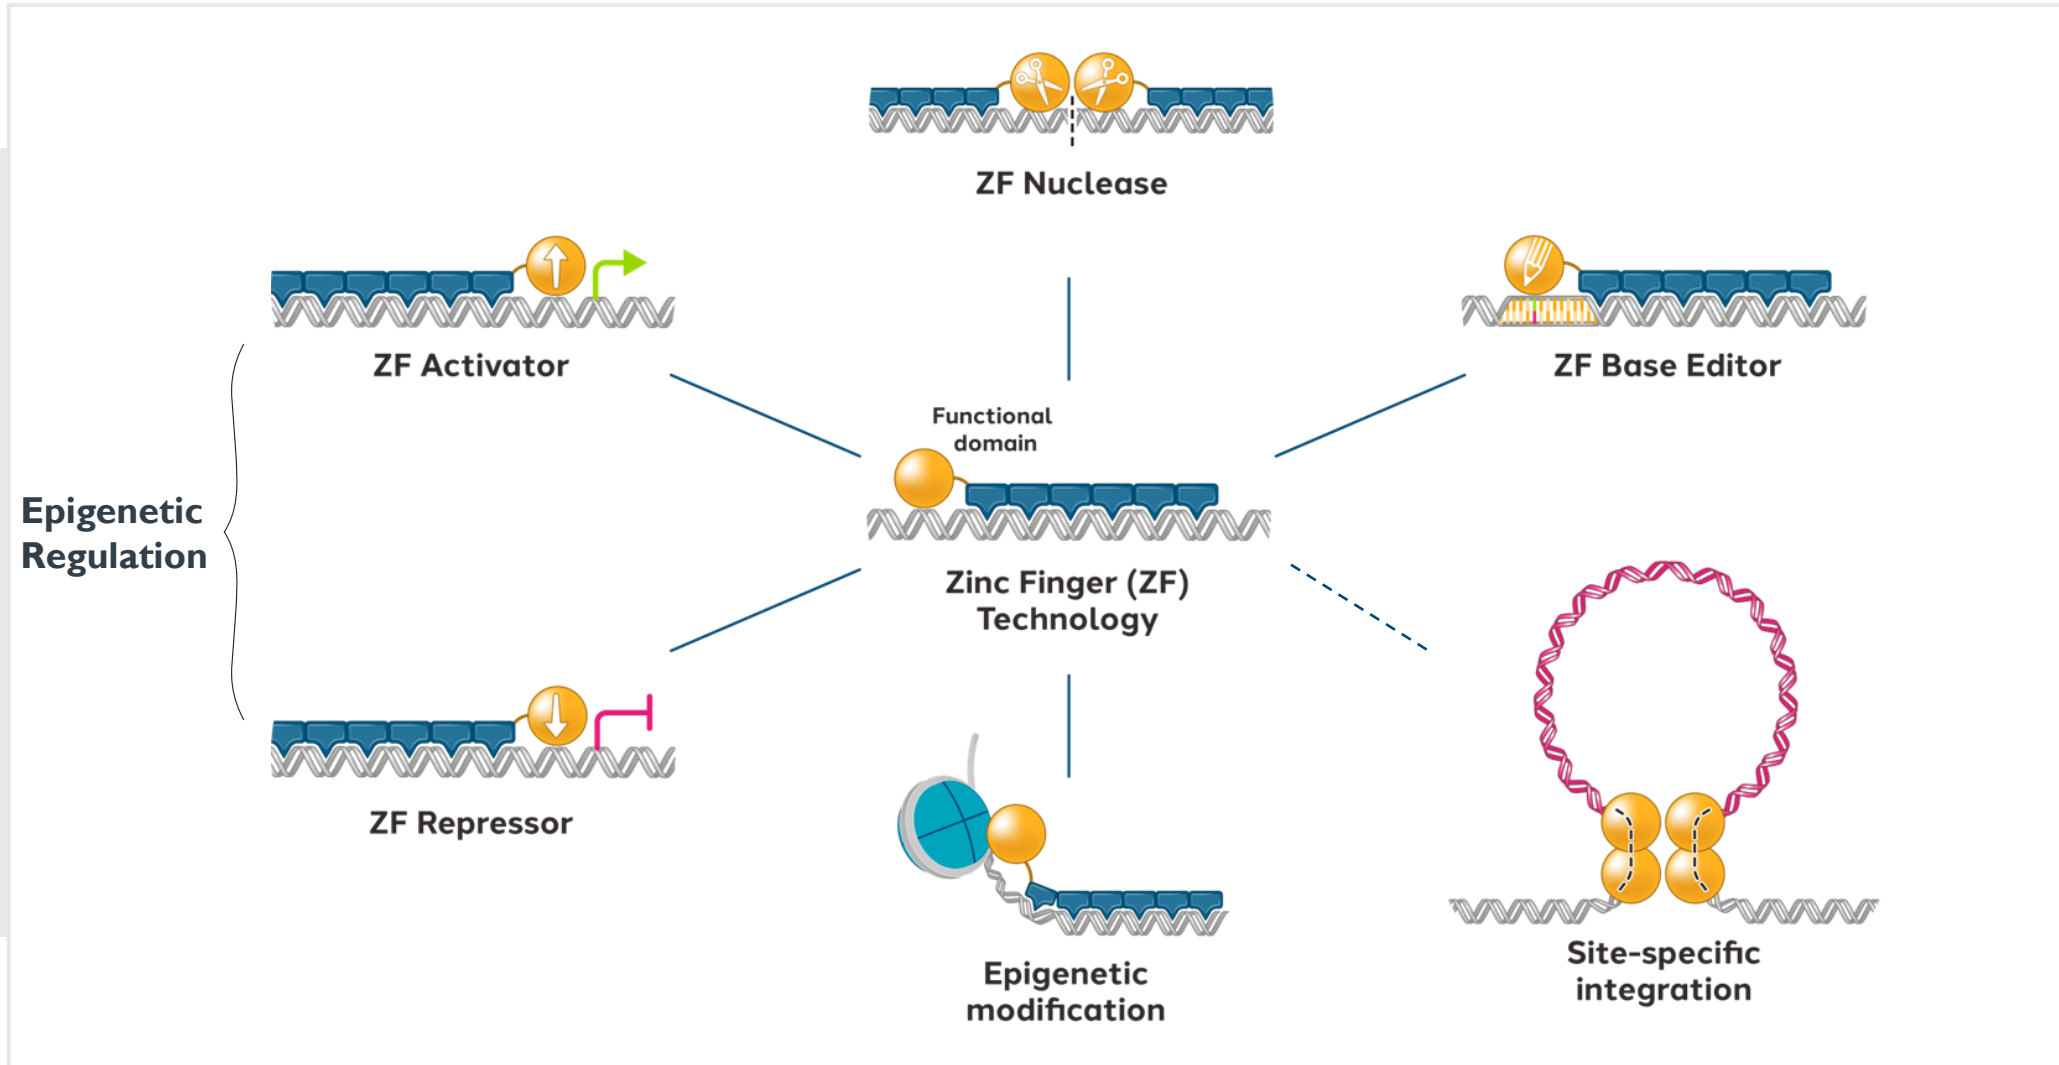 ZF Nuclease
ZF Activator
ZF Base Editor
Functional
domain
Epigenetic
Regulation
Zinc Finger (ZF)
Technology
ZF Repressor
Epigenetic
modification
Site-specific
integration